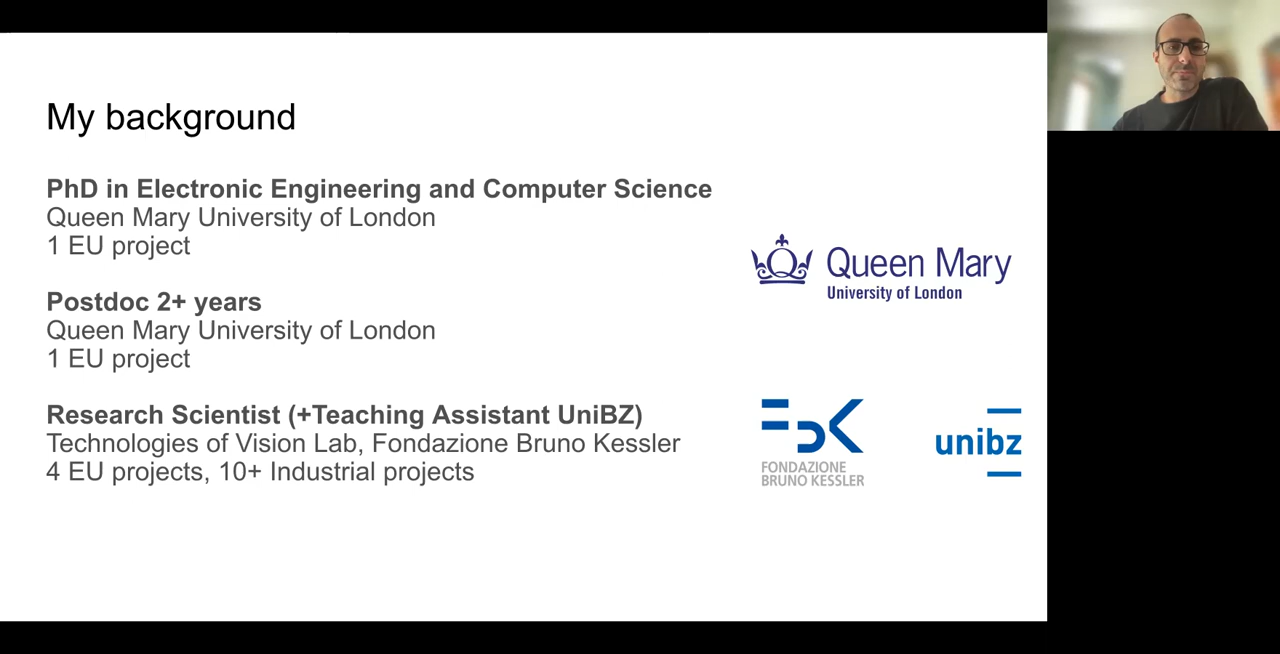 My background
PhD in Electronic Engineering and Computer Science
Queen Mary University of London
1 EU project
Postdoc 2+ years
Queen Mary University of London
1 EU project
Research Scientist (+Teaching Assistant UniBZ)
Technologies of Vision Lab, Fondazione Bruno Kessler
4 EU projects, 10+ Industrial projects
Queen Mary
University of London
FBK
FONDAZIONE
BRUNO KESSLER
unibz